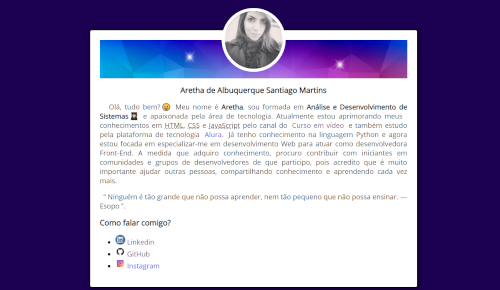 Aretha de Albuquerque Santiago Martins
Olá, tudo bem? Meu nome é Aretha, sou formada em Análise e Desenvolvimento de
Sistemas e apaixonada pela área de tecnologia. Atualmente estou aprimorando meus
conhecimentos em HTML, CSS e JavaScript pelo canal do Curso em vídeo e também estudo
pela plataforma de tecnologia Alura. Já tenho conhecimento na linguagem Python e agora
estou focada em especializar-me em desenvolvimento Web para atuar como desenvolvedora
Front-End. A medida que adquiro conhecimento, procuro contribuir com iniciantes em
comunidades e grupos de desenvolvedores de que participo, pois acredito que é muito
importante ajudar outras pessoas, compartilhando conhecimento e aprendendo cada vez
mais.
" Ninguém é tão grande que não possa aprender, nem tão pequeno que não possa ensinar. —
Esopo ".
Como falar comigo?
Linkedin
GitHub
Instagram